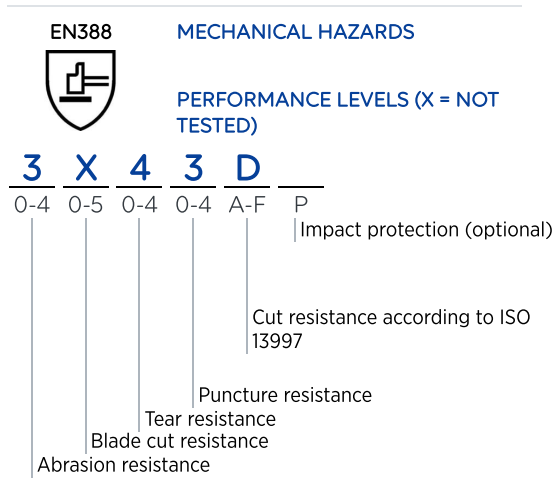 EN388
MECHANICAL HAZARDS
PERFORMANCE LEVELS (X = NOT
TESTED)
3 X 4 3 D
0-4 0-5 0-4 0-4 A-F P
Impact protection (optional)
Cut resistance according to ISO
13997
Puncture resistance
Tear resistance
Blade cut resistance
Abrasion resistance